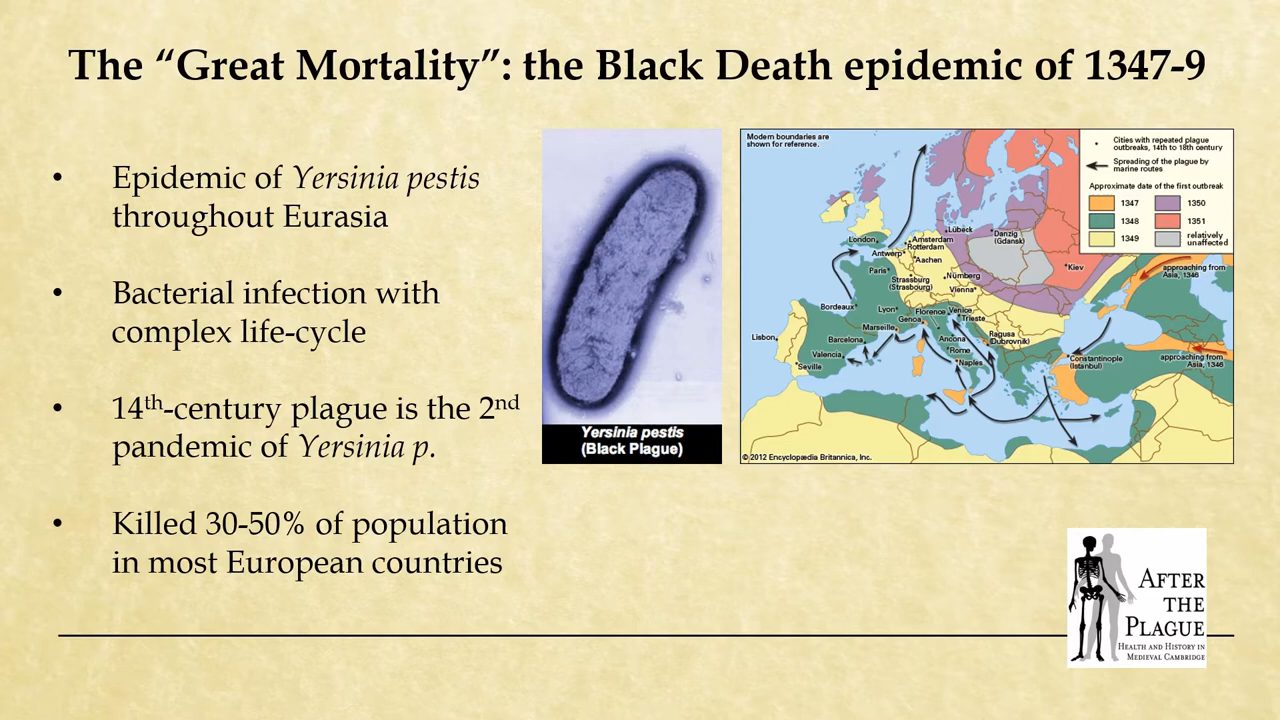 The “Great Mortality”: the Black Death epidemic of 1347-9
• Epidemic of Yersinia pestis
throughout Eurasia
• Bacterial infection with
complex life-cycle
• 14th-century plague is the 2nd
pandemic of Yersinia p.
• Killed 30-50% of population
in most European countries
Yersinia pestis
(Black Plague)
Modern boundaries are
shown for reference.
Cities with repeated plague
outbreaks, 14th to 18th century
Spreading of the plague by
marine routes
Approximate date of the first outbreak
1347
1350
1348
1351
1349
relatively
unaffected
London
Amsterdam
Rotterdam
Antwerp
Aachen
Lübeck
Danzig
(Gdansk)
Kiev
Paris
Strassburg
(Strasbourg)
Nürnberg
Vienna
Bordeaux
Lyon
Genoa
Florence
Venice
Trieste
Marseille
Lisbon
Barcelona
Valencia
Seville
Ancona
Rome
Naples
Ragusa
(Dubrovnik)
Constantinople
(Istanbul)
approaching from
Asia, 1346
approaching from
Asia, 1346
© 2012 Encyclopædia Britannica, Inc.
AFTER
THE
PLAGUE
HEALTH AND HISTORY IN
MEDIEVAL CAMBRIDGE